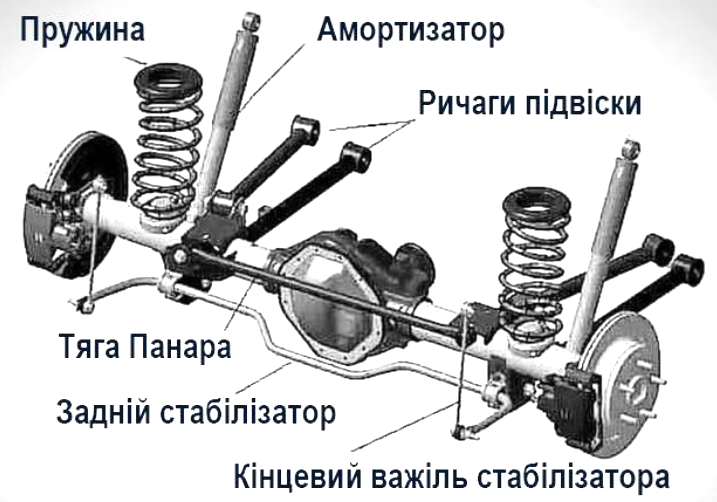 Пружина
Амортизатор
Ричаги підвіски
Тяга Панара
Задній стабілізатор
Кінцевий важіль стабілізатора